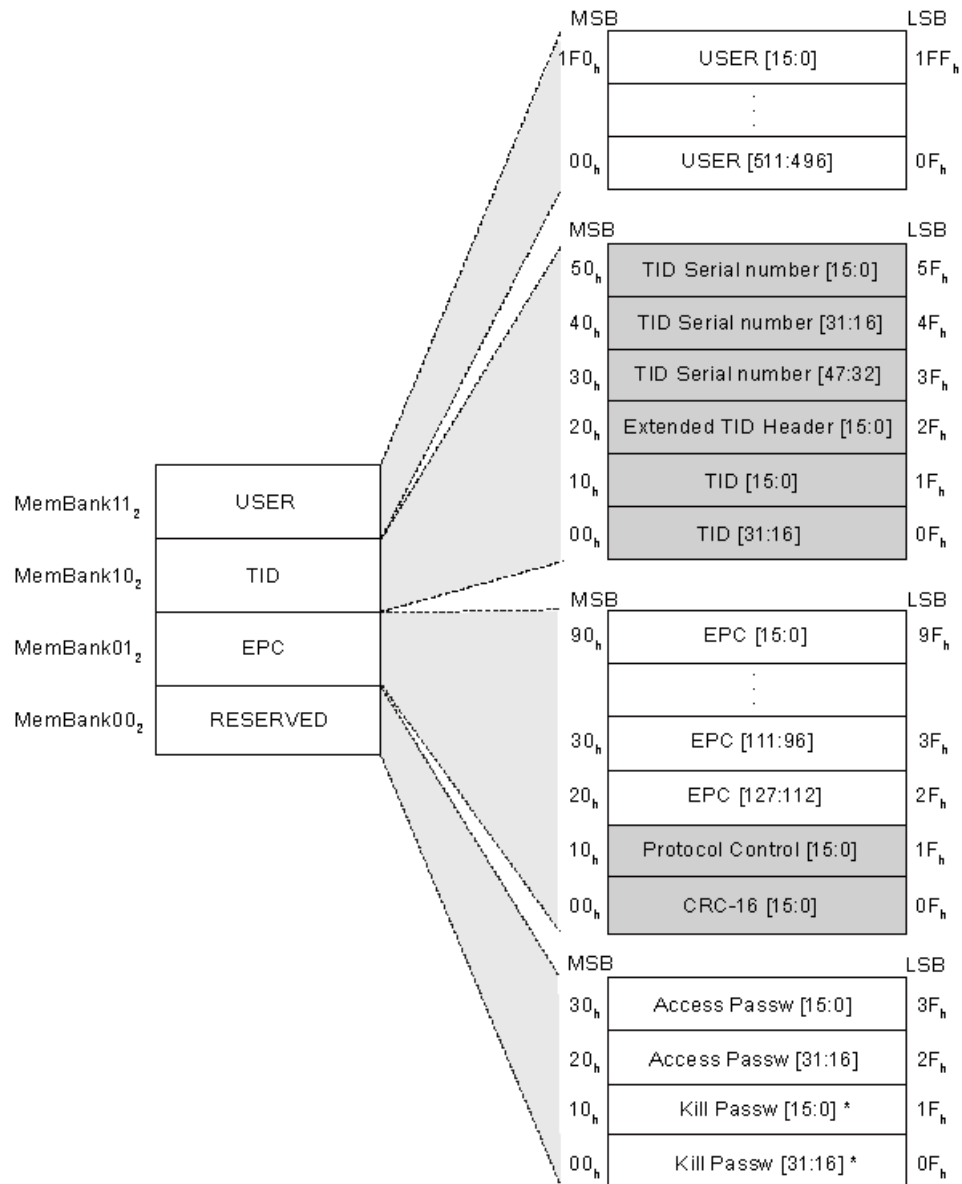 MSB LSB
1F0h USER [15:0] 1FFh
00h USER [511:496] 0Fh
MSB LSB
50h TID Serial number [15:0] 5Fh
40h TID Serial number [31:16] 4Fh
30h TID Serial number [47:32] 3Fh
20h Extended TID Header [15:0] 2Fh
10h TID [15:0] 1Fh
00h TID [31:16] 0Fh
MemBank112 USER
MemBank102 TID
MemBank012 EPC
MemBank002 RESERVED
MSB LSB
90h EPC [15:0] 9Fh
30h EPC [111:96] 3Fh
20h EPC [127:112] 2Fh
10h Protocol Control [15:0] 1Fh
00h CRC-16 [15:0] 0Fh
MSB LSB
30h Access Passw [15:0] 3Fh
20h Access Passw [31:16] 2Fh
10h Kill Passw [15:0] * 1Fh
00h Kill Passw [31:16] * 0Fh